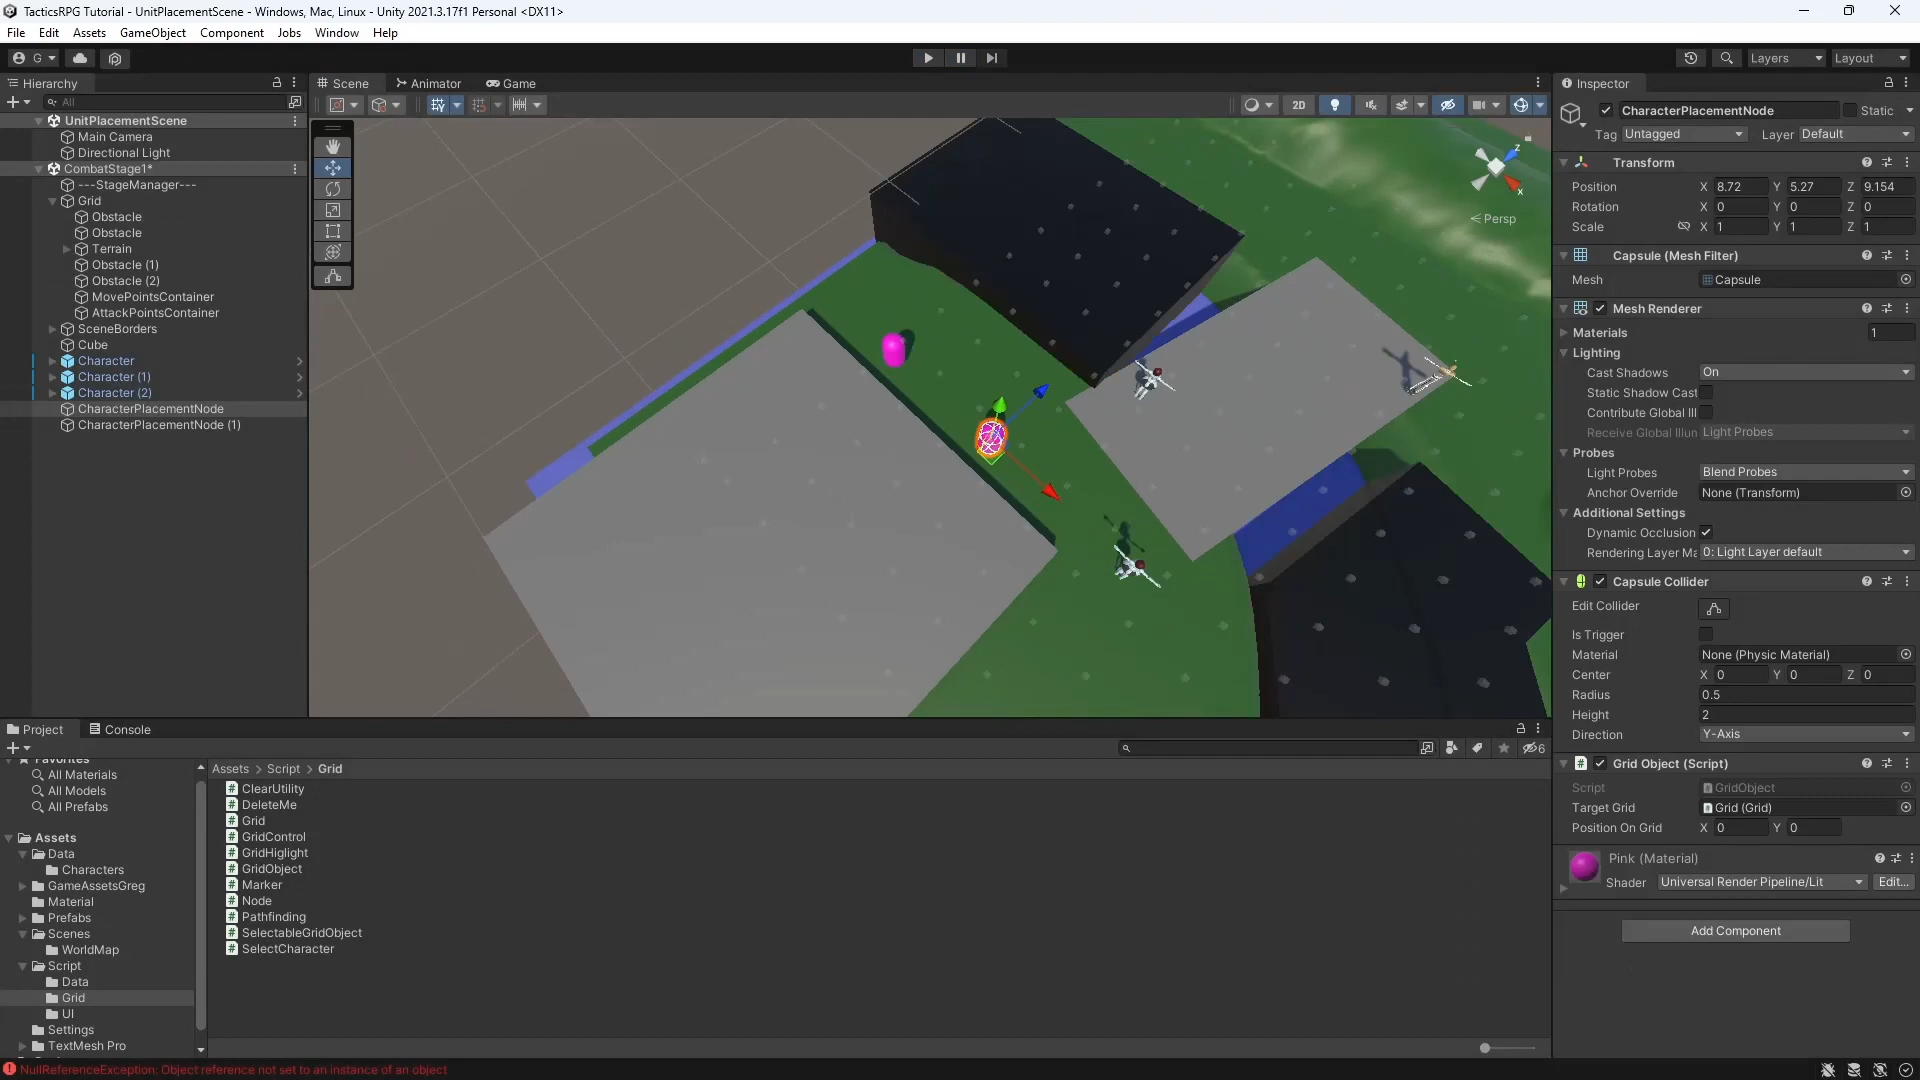 TacticsRPG Tutorial - UnitPlacementScene - Windows, Mac, Linux - Unity 2021.3.17f1 Personal <DX11>
File Edit Assets GameObject Component Jobs Window Help
G Layers Layout
Hierarchy
All
UnitPlacementScene
Main Camera
Directional Light
CombatStage1*
---StageManager---
Grid
Obstacle
Obstacle
Terrain
Obstacle (1)
Obstacle (2)
MovePointsContainer
AttackPointsContainer
SceneBorders
Cube
Character
Character (1)
Character (2)
CharacterPlacementNode
CharacterPlacementNode (1)
Scene Animator Game
2D
z
x
< Persp
Inspector
CharacterPlacementNode Static
Tag Untagged Layer Default
Transform
Position X 8.72 Y 5.27 Z 9.154
Rotation X 0 Y 0 Z 0
Scale X 1 Y 1 Z 1
Capsule (Mesh Filter)
Mesh Capsule
Mesh Renderer
Materials 1
Lighting
Cast Shadows On
Static Shadow Cast
Contribute Global Ill
Receive Global Illun Light Probes
Probes
Light Probes Blend Probes
Anchor Override None (Transform)
Additional Settings
Dynamic Occlusion
Rendering Layer Ma 0: Light Layer default
Capsule Collider
Edit Collider
Is Trigger
Material None (Physic Material)
Center X 0 Y 0 Z 0
Radius 0.5
Height 2
Direction Y-Axis
Grid Object (Script)
Script GridObject
Target Grid Grid (Grid)
Position On Grid X 0 Y 0
Pink (Material)
Shader Universal Render Pipeline/Lit Edit...
Add Component
Project Console
6
Favorites
All Materials
All Models
All Prefabs
Assets
Data
Characters
GameAssetsGreg
Material
Prefabs
Scenes
WorldMap
Script
Data
Grid
UI
Settings
TextMesh Pro
Assets > Script > Grid
ClearUtility
DeleteMe
Grid
GridControl
GridHiglight
GridObject
Marker
Node
Pathfinding
SelectableGridObject
SelectCharacter
NullReferenceException: Object reference not set to an instance of an object